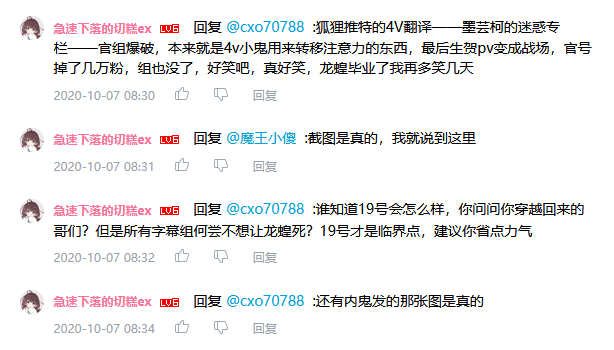 急速下落的切糕ex LV6 回复 @cxo70788 :狐狸推特的4V翻译——墨芸柯的迷惑专
栏——官组爆破，本来就是4v小鬼用来转移注意力的东西，最后生贺pv变成战场，官号
掉了几万粉，组也没了，好笑吧，真好笑，龙蝗毕业了我再多笑几天
2020-10-07 08:30 回复
急速下落的切糕ex LV6 回复 @魔王小傻 :截图是真的，我就说到这里
2020-10-07 08:31 回复
急速下落的切糕ex LV6 回复 @cxo70788 :谁知道19号会怎么样，你问问你穿越回来的
哥们？但是所有字幕组何尝不想让龙蝗死？19号才是临界点，建议你省点力气
2020-10-07 08:32 回复
急速下落的切糕ex LV6 回复 @cxo70788 :还有内鬼发的那张图是真的
2020-10-07 08:34 回复